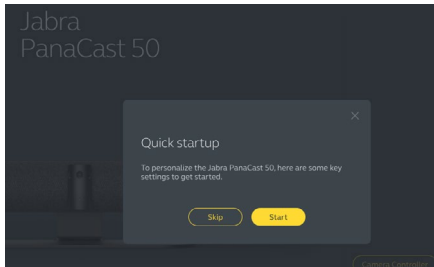 Jabra
PanaCast 50
Quick startup
To personalize the Jabra PanaCast 50, here are some key
settings to get started.
Skip
Start
Camera Controller